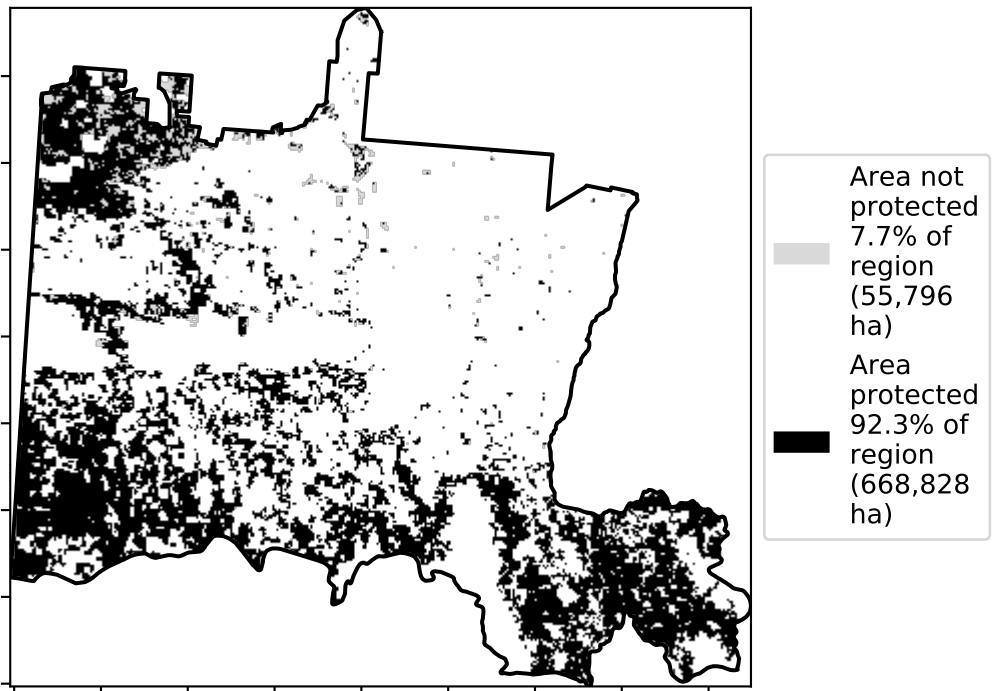 Area not
protected
7.7% of
region
(55,796
ha)
Area
protected
92.3% of
region
(668,828
ha)